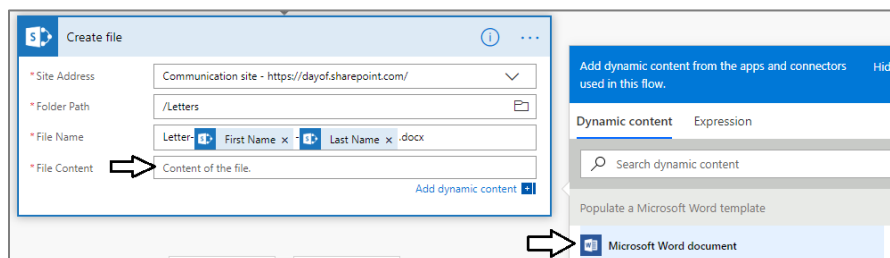 Create file
* Site Address Communication site - https://dayof.sharepoint.com/
* Folder Path /Letters
* File Name Letter- First Name × - Last Name × .docx
* File Content Content of the file.
Add dynamic content
Add dynamic content from the apps and connectors
used in this flow.
Hid
Dynamic content Expression
Search dynamic content
Populate a Microsoft Word template
Microsoft Word document